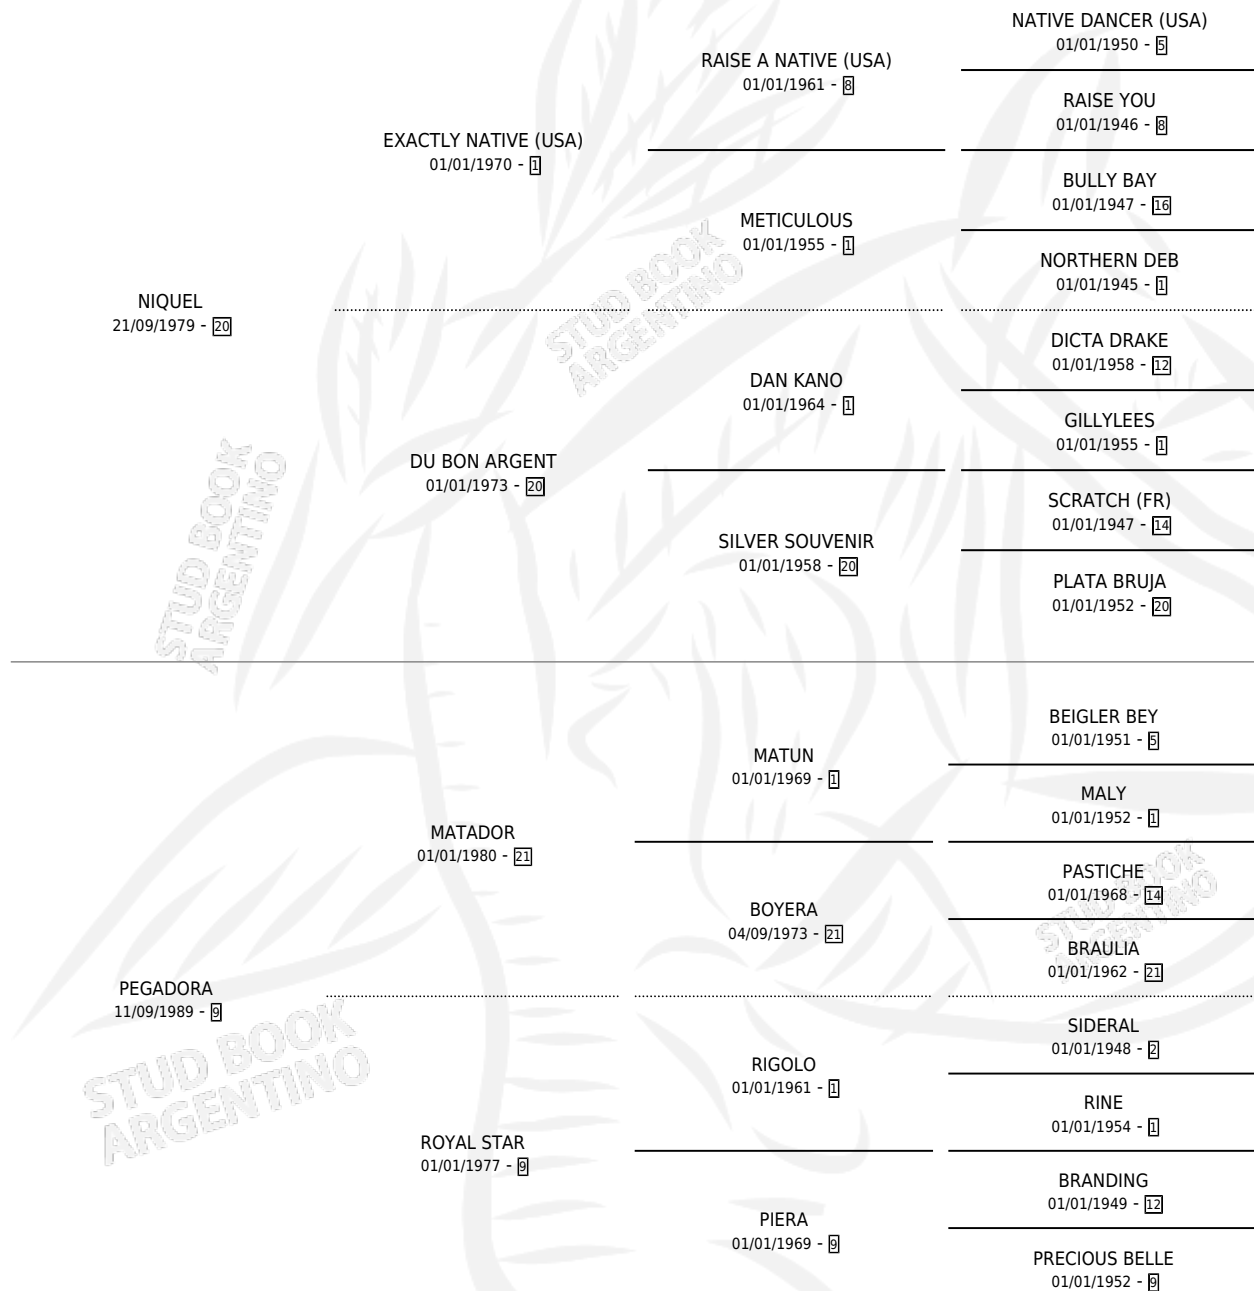 NATIVE DANCER (USA)
01/01/1950 - 5
RAISE A NATIVE (USA)
01/01/1961 - 8
RAISE YOU
01/01/1946 - 8
EXACTLY NATIVE (USA)
01/01/1970 - 1
BULLY BAY
01/01/1947 - 16
METICULOUS
01/01/1955 - 1
NORTHERN DEB
01/01/1945 - 1
NIQUEL
21/09/1979 - 20
DICTA DRAKE
01/01/1958 - 12
DAN KANO
01/01/1964 - 1
GILLYLEES
01/01/1955 - 1
DU BON ARGENT
01/01/1973 - 20
SCRATCH (FR)
01/01/1947 - 14
SILVER SOUVENIR
01/01/1958 - 20
PLATA BRUJA
01/01/1952 - 20
STUD BOOK
ARGENTINO
STUD BOOK
ARGENTINO
BEIGLER BEY
01/01/1951 - 5
MATUN
01/01/1969 - 1
MALY
01/01/1952 - 1
MATADOR
01/01/1980 - 21
PASTICHE
01/01/1968 - 14
BOYERA
04/09/1973 - 21
BRAULIA
01/01/1962 - 21
PEGADORA
11/09/1989 - 9
SIDERAL
01/01/1948 - 2
RIGOLO
01/01/1961 - 1
RINE
01/01/1954 - 1
ROYAL STAR
01/01/1977 - 9
BRANDING
01/01/1949 - 12
PIERA
01/01/1969 - 9
PRECIOUS BELLE
01/01/1952 - 9
STUD BOOK
ARGENTINO
STUD BOOK
ARGENTINO